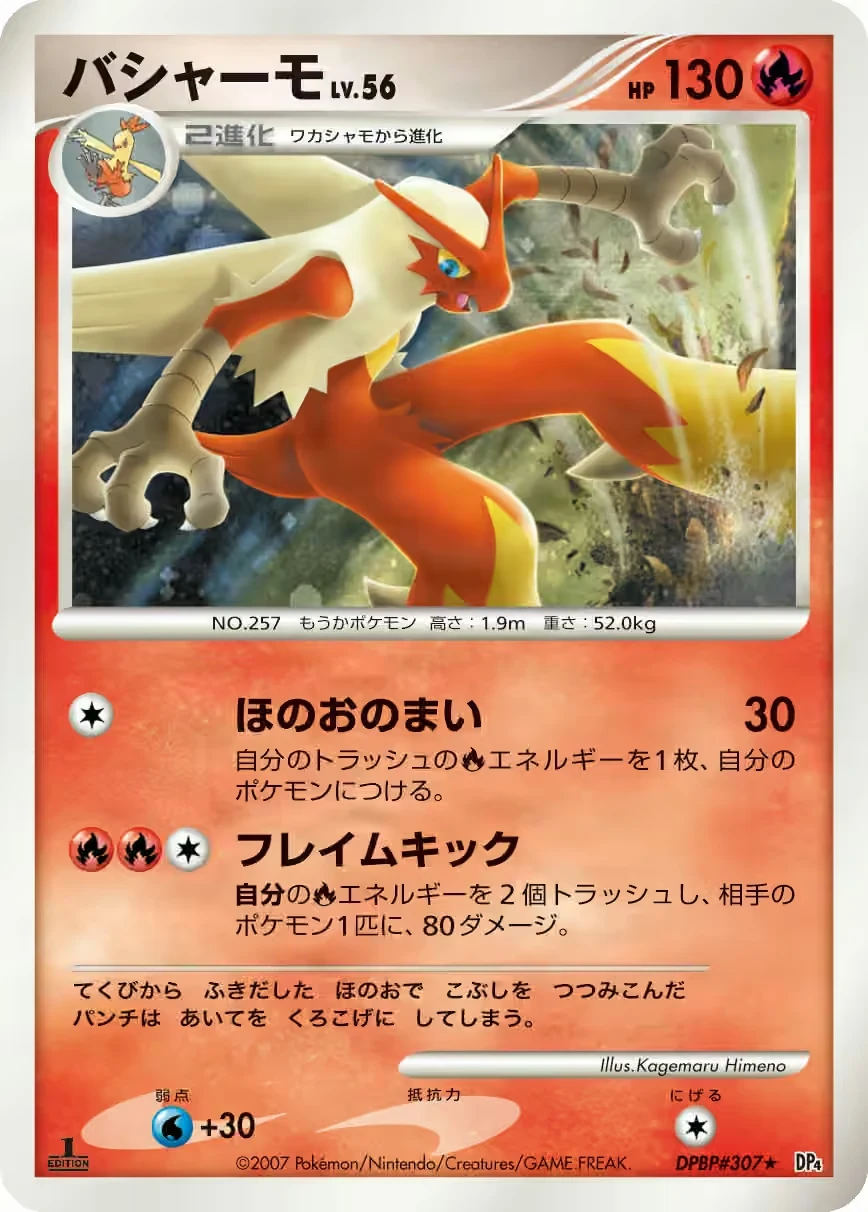 バシャーモ LV.56 HP 130
2進化 ワカシャモから進化
NO.257 もうかポケモン 高さ:1.9m 重さ:52.0kg
ほのおのまい 30
自分のトラッシュのエネルギーを1枚、自分の
ポケモンにつける。
フレイムキック
自分のエネルギーを2個トラッシュし、相手の
ポケモン1匹に、80ダメージ。
てくびから ふきだした ほのおで こぶしを つつみこんだ
パンチは あいてを くろこげに してしまう。
Illus.Kagemaru Himeno
弱点 抵抗力 にげる
+30
1 EDITION
©2007 Pokémon/Nintendo/Creatures/GAME FREAK. DPBP#307★ DP4